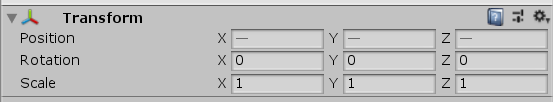 Transform
Position X — Y — Z —
Rotation X 0 Y 0 Z 0
Scale X 1 Y 1 Z 1